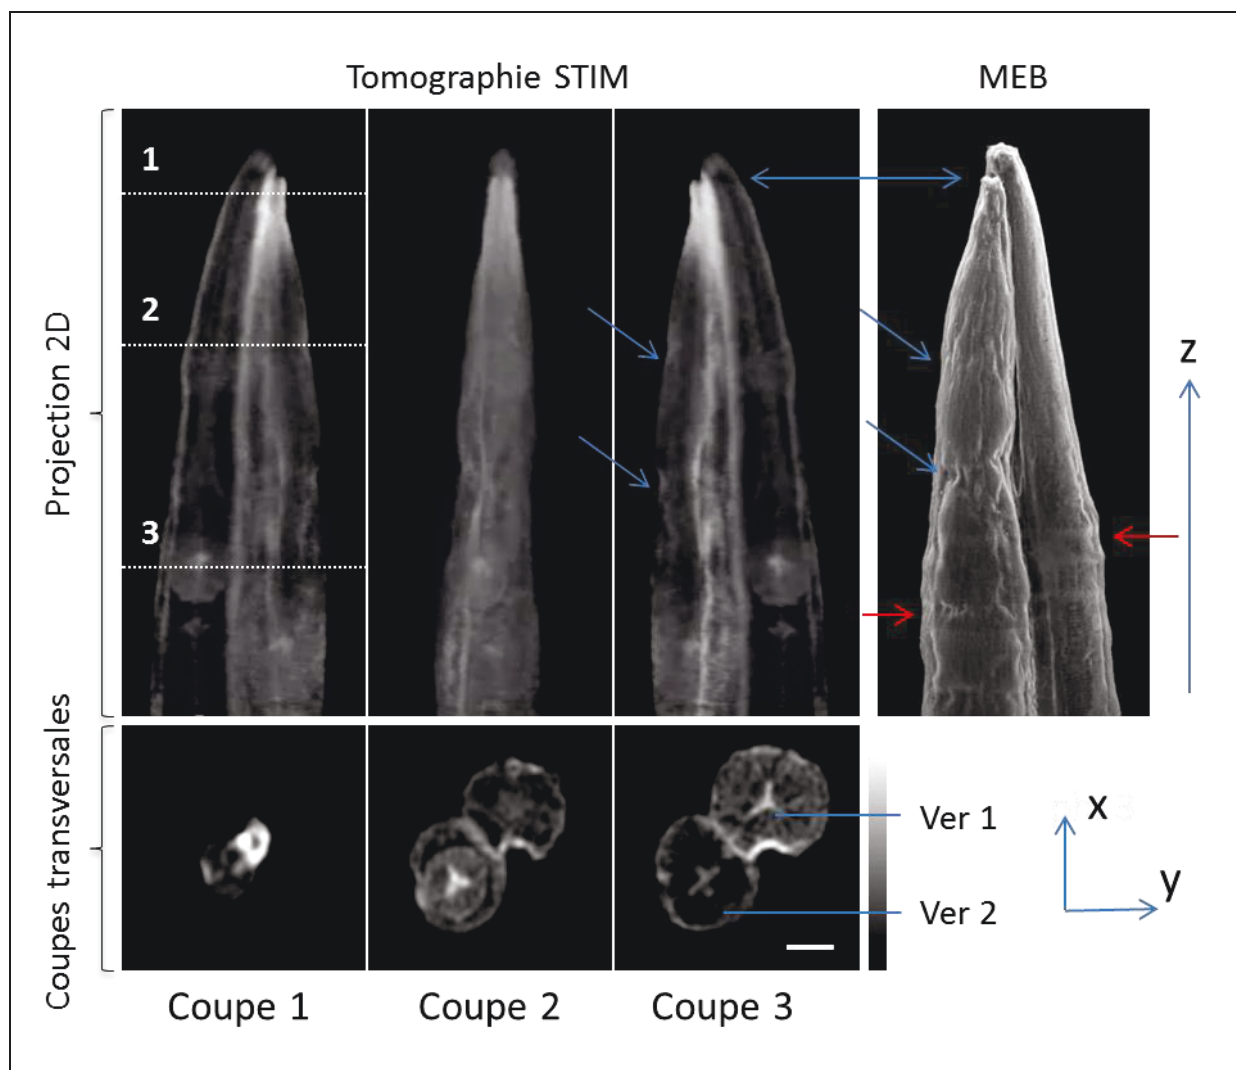 Tomographie STIM
MEB
1
2
3
Projection 2D
z
Coupes transversales
Ver 1
Ver 2
x
y
Coupe 1
Coupe 2
Coupe 3